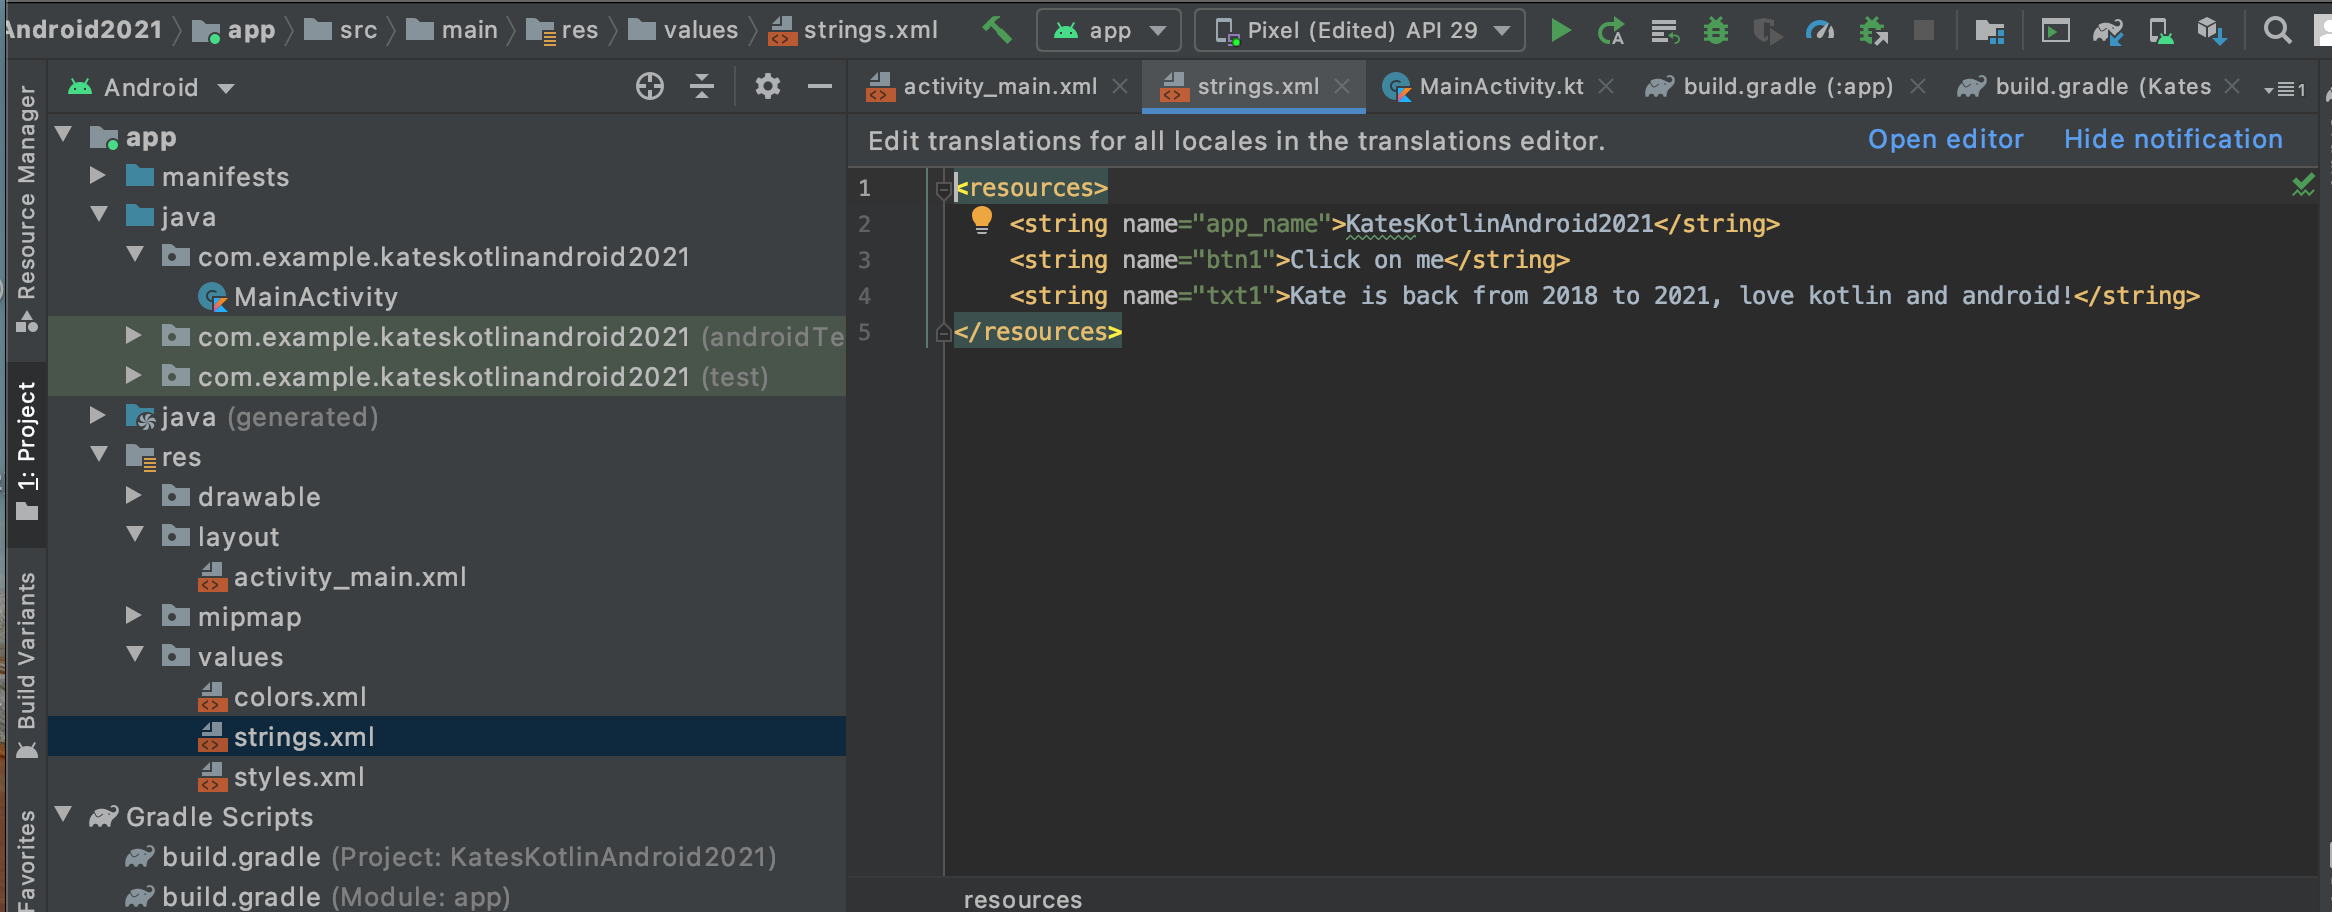 Android2021 app src main res values strings.xml app Pixel (Edited) API 29
Resource Manager
1: Project
Build Variants
Favorites
Android
app
manifests
java
com.example.kateskotlinandroid2021
MainActivity
com.example.kateskotlinandroid2021 (androidTe
com.example.kateskotlinandroid2021 (test)
java (generated)
res
drawable
layout
activity_main.xml
mipmap
values
colors.xml
strings.xml
styles.xml
Gradle Scripts
build.gradle (Project: KatesKotlinAndroid2021)
build.gradle (Module: app)
activity_main.xml strings.xml MainActivity.kt build.gradle (:app) build.gradle (Kates 1
Edit translations for all locales in the translations editor. Open editor Hide notification
1 <resources>
2 <string name="app_name">KatesKotlinAndroid2021</string>
3 <string name="btn1">Click on me</string>
4 <string name="txt1">Kate is back from 2018 to 2021, love kotlin and android!</string>
5 </resources>
resources